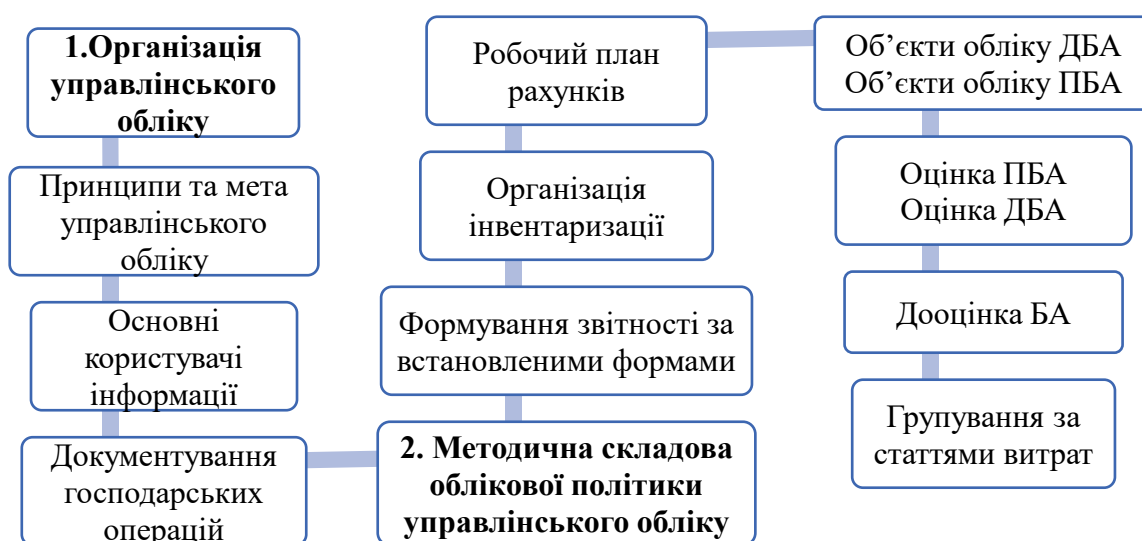 1.Організація
управлінського
обліку
Принципи та мета
управлінського
обліку
Основні
користувачі
інформації
Документування
господарських
операцій
2. Методична складова
облікової політики
управлінського обліку
Формування звітності за
встановленими формами
Організація
інвентаризації
Робочий план
рахунків
Об’єкти обліку ДБА
Об’єкти обліку ПБА
Оцінка ПБА
Оцінка ДБА
Дооцінка БА
Групування за
статтями витрат